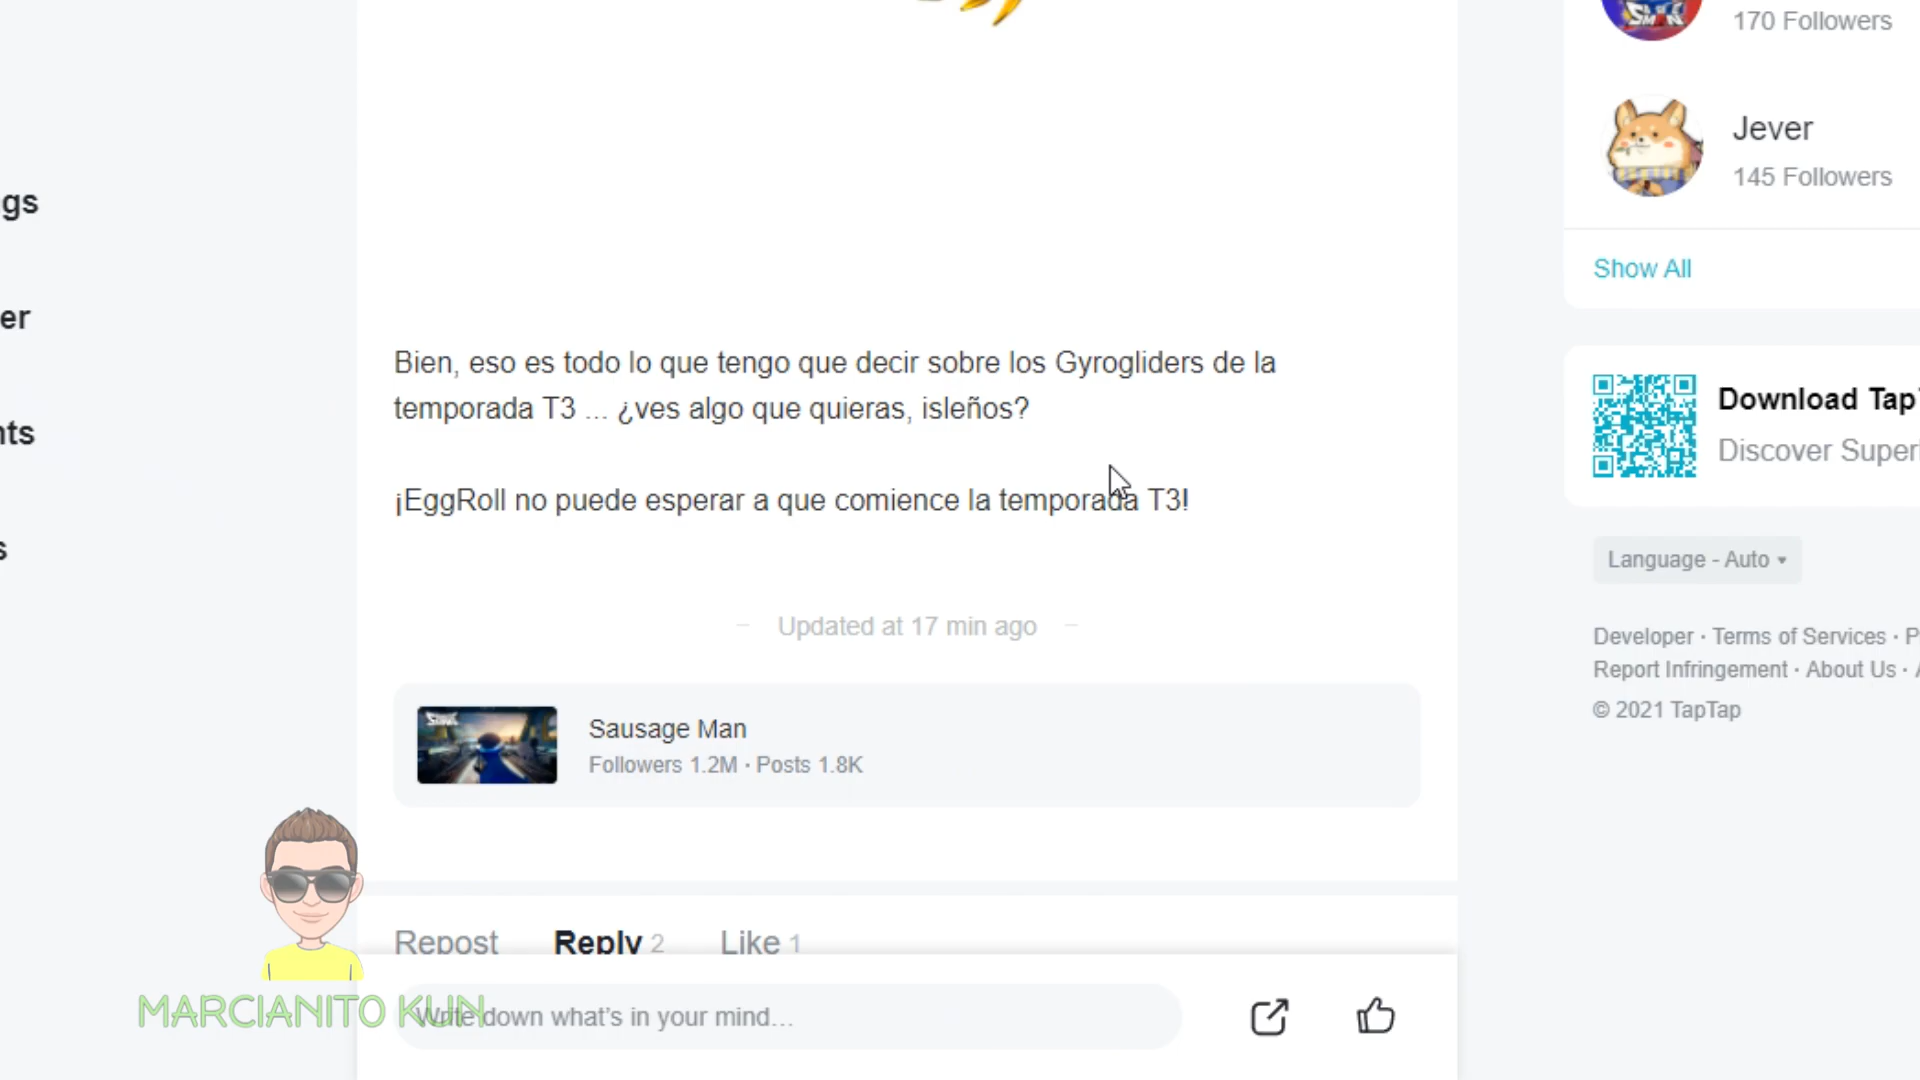 170 Followers
Jever
145 Followers
gs
Show All
er
Bien, eso es todo lo que tengo que decir sobre los Gyrogliders de la
temporada T3 ... ¿ves algo que quieras, isleños?
Download Tap
Discover Super
nts
¡EggRoll no puede esperar a que comience la temporada T3!
s
Language - Auto
Updated at 17 min ago
Developer · Terms of Services ·
Report Infringement · About Us ·
© 2021 TapTap
Sausage Man
Followers 1.2M · Posts 1.8K
Repost Reply 2 Like 1
MARCIANITO KUN
Write down what's in your mind...